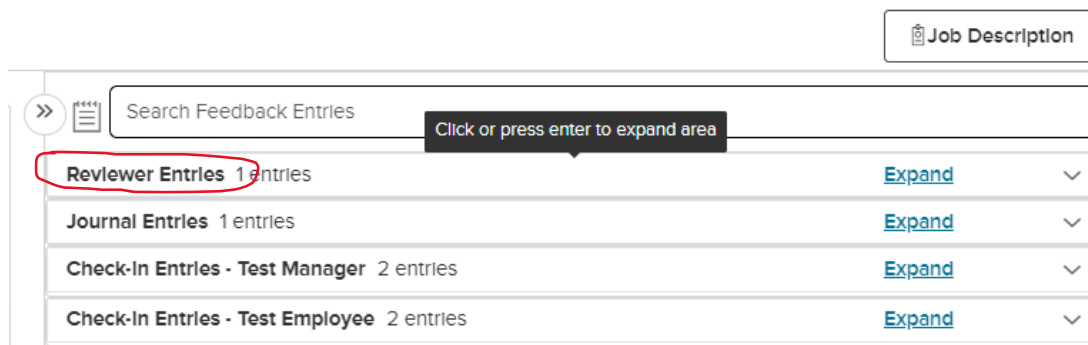 Job Description
Search Feedback Entries
Click or press enter to expand area
Reviewer Entries 1 entries Expand
Journal Entries 1 entries Expand
Check-In Entries - Test Manager 2 entries Expand
Check-In Entries - Test Employee 2 entries Expand